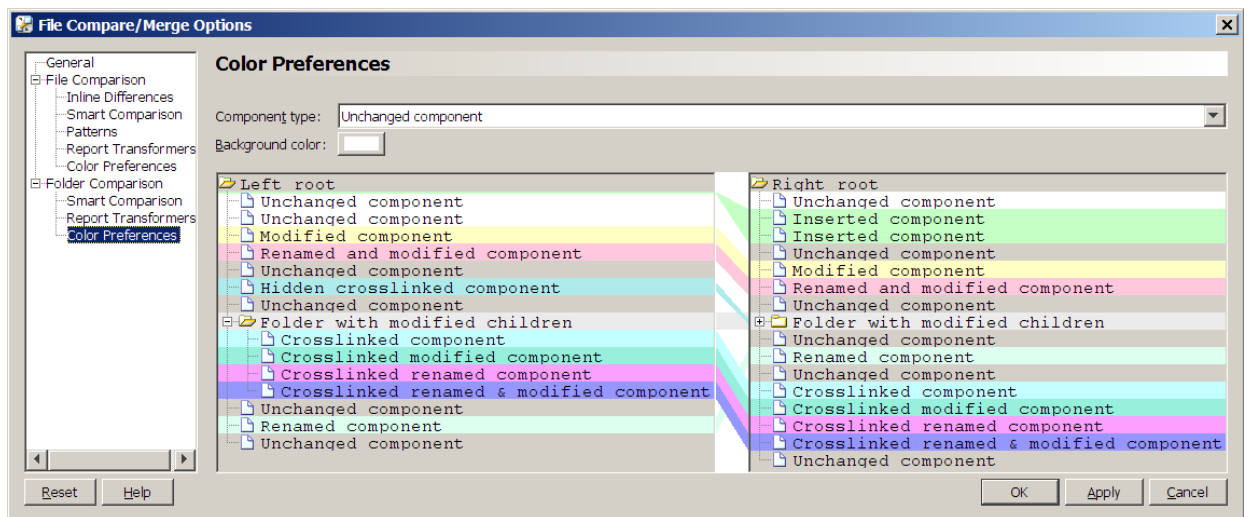 File Compare/Merge Options
General
File Comparison
Inline Differences
Smart Comparison
Patterns
Report Transformers
Color Preferences
Folder Comparison
Smart Comparison
Report Transformers
Color Preferences
Color Preferences
Component type: Unchanged component
Background color:
Left root
Unchanged component
Unchanged component
Modified component
Renamed and modified component
Unchanged component
Hidden crosslinked component
Unchanged component
Folder with modified children
Crosslinked component
Crosslinked modified component
Crosslinked renamed component
Crosslinked renamed & modified component
Unchanged component
Renamed component
Unchanged component
Right root
Unchanged component
Inserted component
Inserted component
Unchanged component
Modified component
Renamed and modified component
Unchanged component
Folder with modified children
Unchanged component
Renamed component
Unchanged component
Crosslinked component
Crosslinked modified component
Crosslinked renamed component
Crosslinked renamed & modified component
Unchanged component
Reset Help OK Apply Cancel